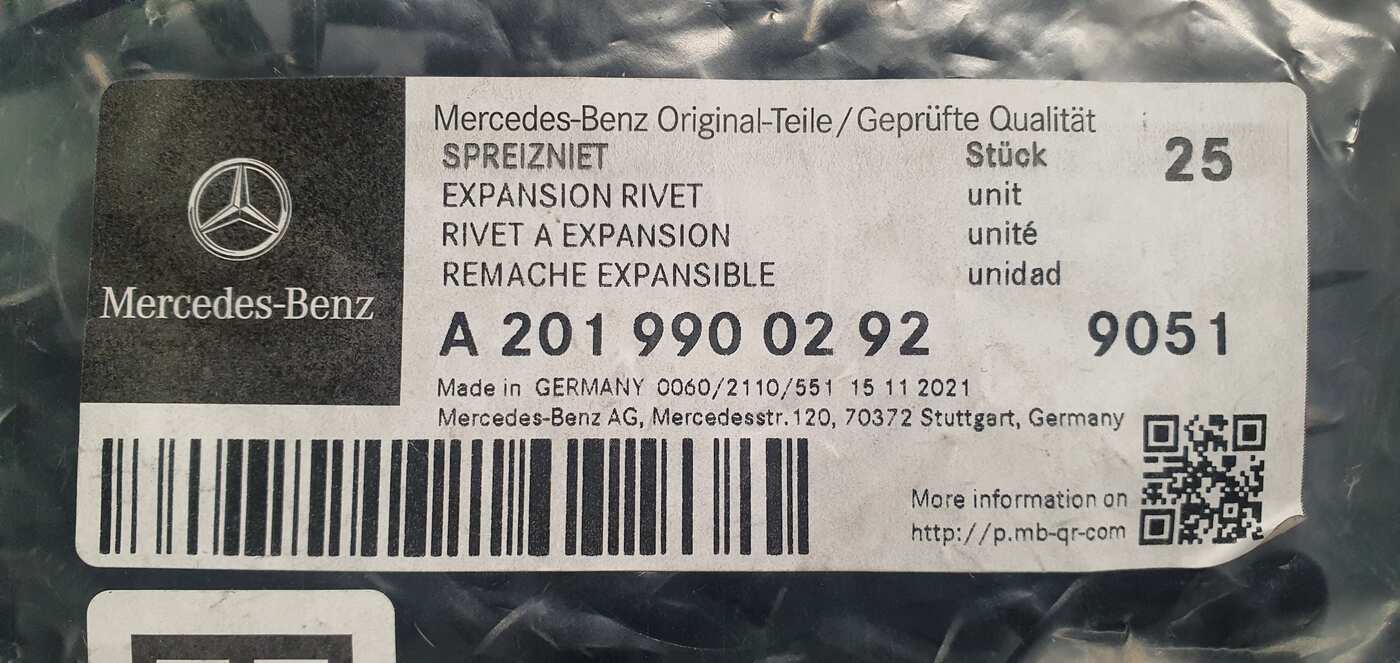 Mercedes-Benz
Mercedes-Benz Original-Teile/Geprüfte Qualität
SPREIZNIET Stück 25
EXPANSION RIVET unit
RIVET A EXPANSION unité
REMACHE EXPANSIBLE unidad
A 201 990 02 92 9051
Made in GERMANY 0060/2110/551 15 11 2021
Mercedes-Benz AG, Mercedesstr.120, 70372 Stuttgart, Germany
More information on
http://p.mb-qr-com